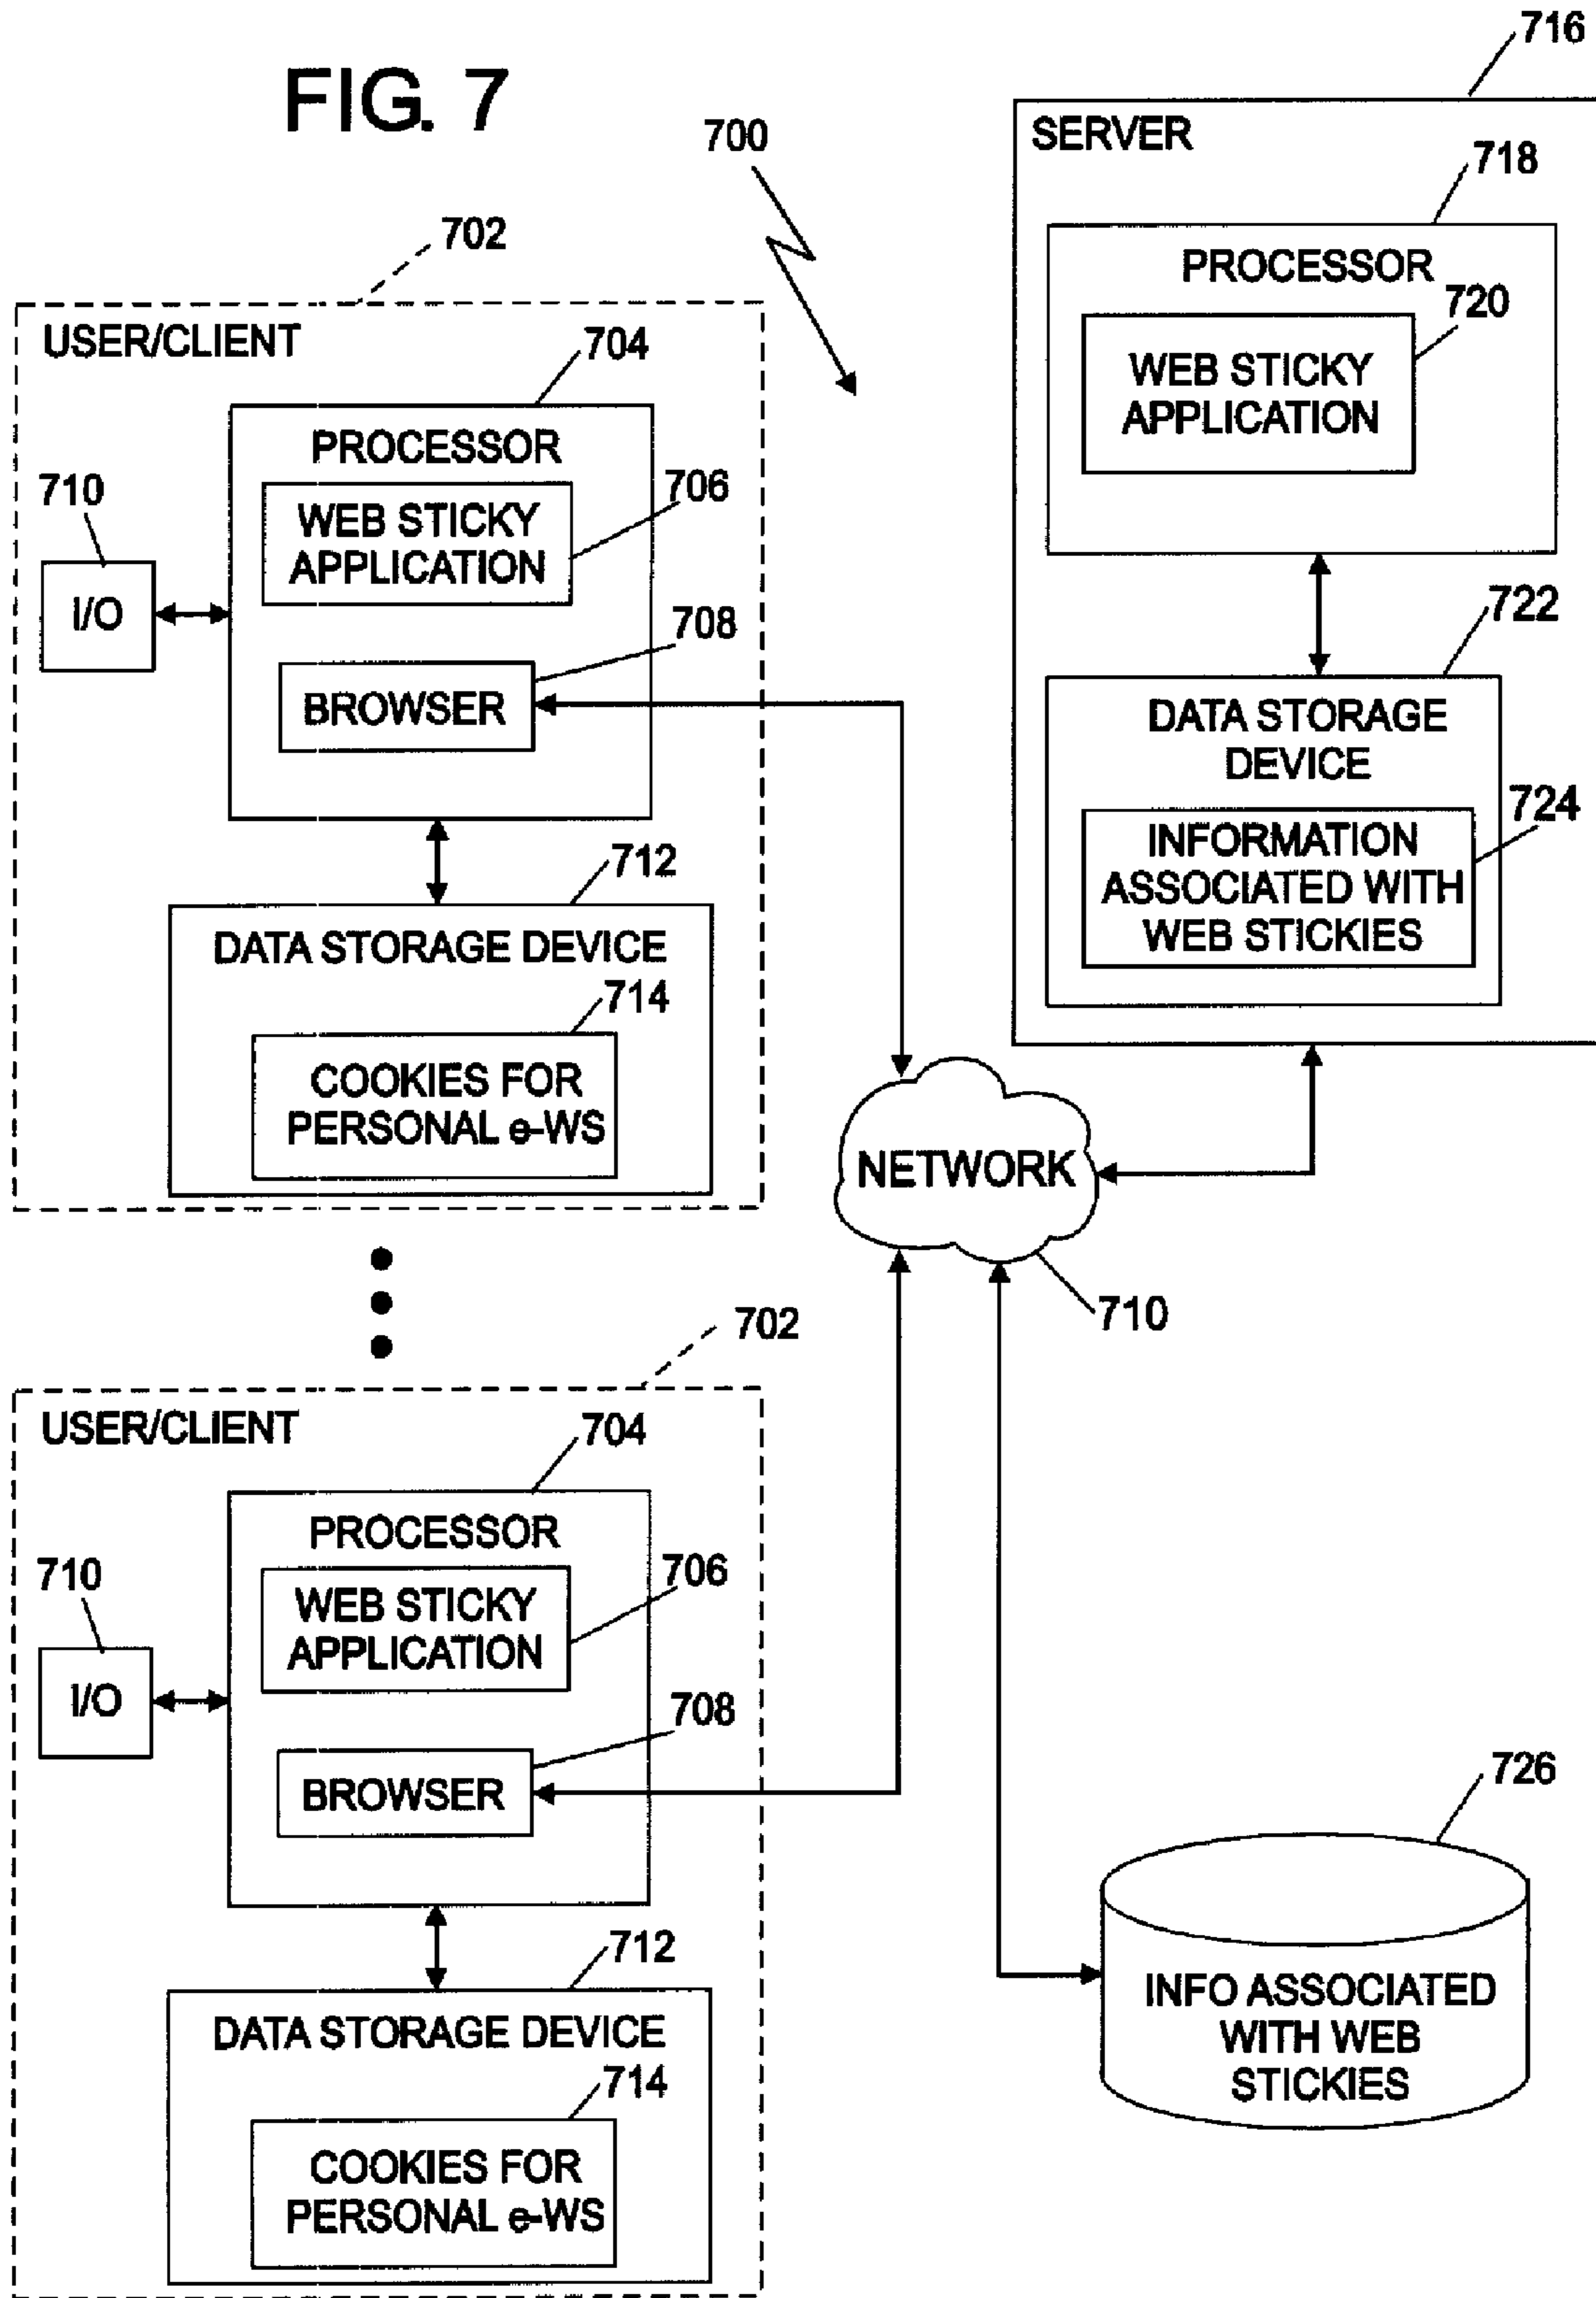 FIG. 7
700
716
SERVER
718
PROCESSOR
720
WEB STICKY
APPLICATION
722
DATA STORAGE
DEVICE
724
INFORMATION
ASSOCIATED WITH
WEB STICKIES
702
USER/CLIENT
704
PROCESSOR
706
WEB STICKY
APPLICATION
710
I/O
708
BROWSER
712
DATA STORAGE DEVICE
714
COOKIES FOR
PERSONAL e-WS
NETWORK
710
702
USER/CLIENT
704
PROCESSOR
706
WEB STICKY
APPLICATION
710
I/O
708
BROWSER
712
DATA STORAGE DEVICE
714
COOKIES FOR
PERSONAL e-WS
726
INFO ASSOCIATED
WITH WEB
STICKIES